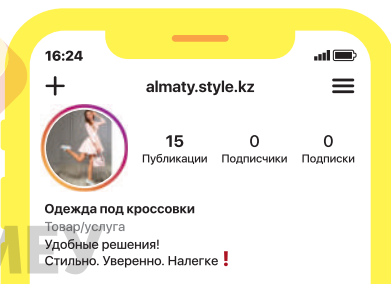 16:24
almaty.style.kz
15 0 0
Публикации Подписчики Подписки
Одежда под кроссовки
Товар/услуга
Удобные решения!
Стильно. Уверенно. Налегке❗
МЕУ